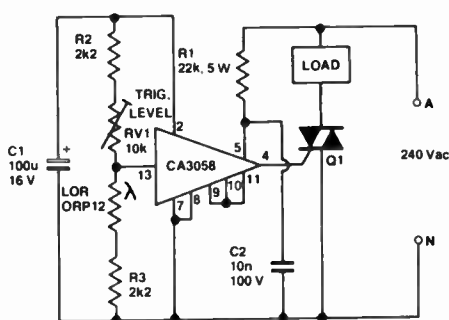 R2
2k2
R1
22k, 5 W
LOAD
TRIG.
LEVEL
RV1
10k
C1
100u
16 V
+
2
5
4
13
CA3058
Q1
A
240 Vac
N
LOR
ORP12
λ
7
8
9
10
11
R3
2k2
C2
10n
100 V